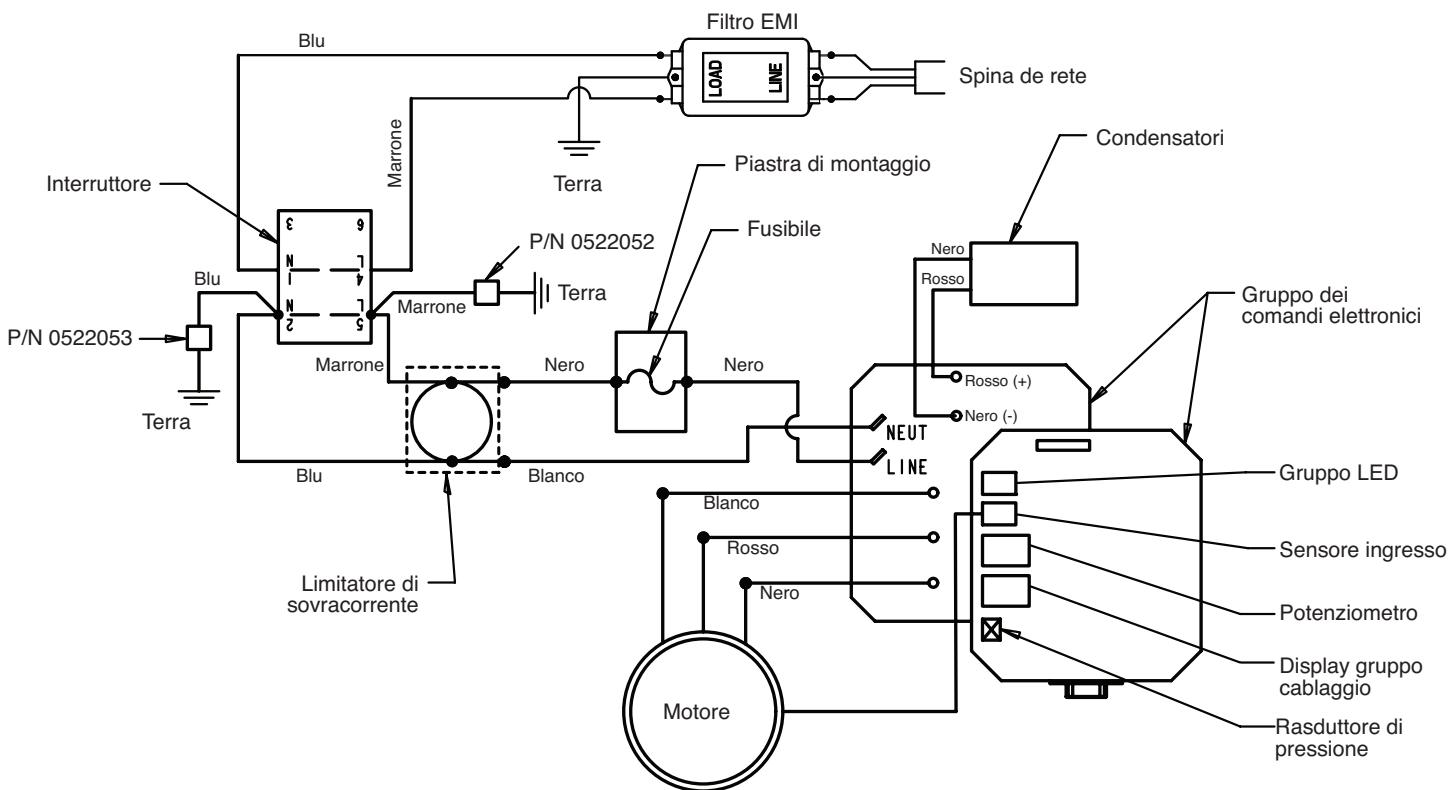 Filtro EMI
Blu
LOAD
LINE
Spina de rete
Marrone
Terra
Condensatori
Piastra di montaggio
Interruttore
Fusibile
3
6
P/N 0522052
N
1
L
4
Nero
Rosso
Blu
Marrone
Terra
N
2
L
5
Gruppo dei
comandi elettronici
P/N 0522053
Marrone
Nero
Nero
Rosso (+)
Terra
Nero (-)
NEUT
LINE
Blu
Blanco
Gruppo LED
Blanco
Rosso
Sensore ingresso
Limitatore di
sovracorrente
Nero
Potenziometro
Display gruppo
cablaggio
Motore
Rasduttore di
pressione